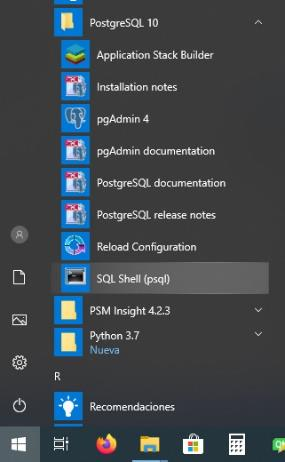 PostgreSQL 10
Application Stack Builder
Installation notes
pgAdmin 4
pgAdmin documentation
PostgreSQL documentation
PostgreSQL release notes
Reload Configuration
SQL Shell (psql)
PSM Insight 4.2.3
Python 3.7
Nueva
R
Recomendaciones